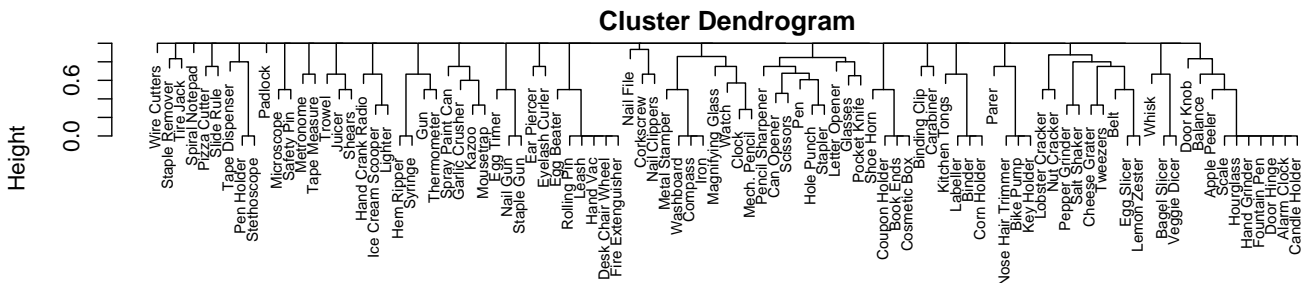 Cluster Dendrogram
Height
0.0
0.6
Wire Cutters
Staple Remover
Tire Jack
Spiral Notepad
Pizza Cutter
Slide Rule
Tape Dispenser
Pen Holder
Stethoscope
Padlock
Microscope
Safety Pin
Metronome
Tape Measure
Trowel
Juicer
Shears
Hand Crank Radio
Ice Cream Scooper
Lighter
Hem Ripper
Syringe
Gun
Thermometer
Spray Paint Can
Garlic Crusher
Kazoo
Mousetrap
Egg Timer
Nail Gun
Staple Gun
Ear Piercer
Eyelash Curler
Egg Beater
Rolling Pin
Leash
Hand Vac
Desk Chair Wheel
Fire Extenguisher
Nail File
Corkscrew
Nail Clippers
Metal Stamper
Washboard
Compass
Iron
Magnifying Glass
Watch
Clock
Mech. Pencil
Pencil Sharpener
Can Opener
Scissors
Pen
Hole Punch
Stapler
Letter Opener
Glasses
Pocket Knife
Shoe Horn
Coupon Holder
Book Ends
Cosmetic Box
Binding Clip
Catabiner
Kitchen Tongs
Labeller
Binder
Corn Holder
Parer
Nose Hair Trimmer
Bike Pump
Key Holder
Lobster Cracker
Nut Cracker
Pepper Grinder
Salt Shaker
Cheese Grater
Tweezers
Belt
Egg Slicer
Lemon Zester
Whisk
Bagel Slicer
Veggie Dicer
Door Knob
Balance
Apple Peeler
Scale
Hourglass
Hand Grinder
Fountain Pen
Door Hinge
Alarm Clock
Candle Holder